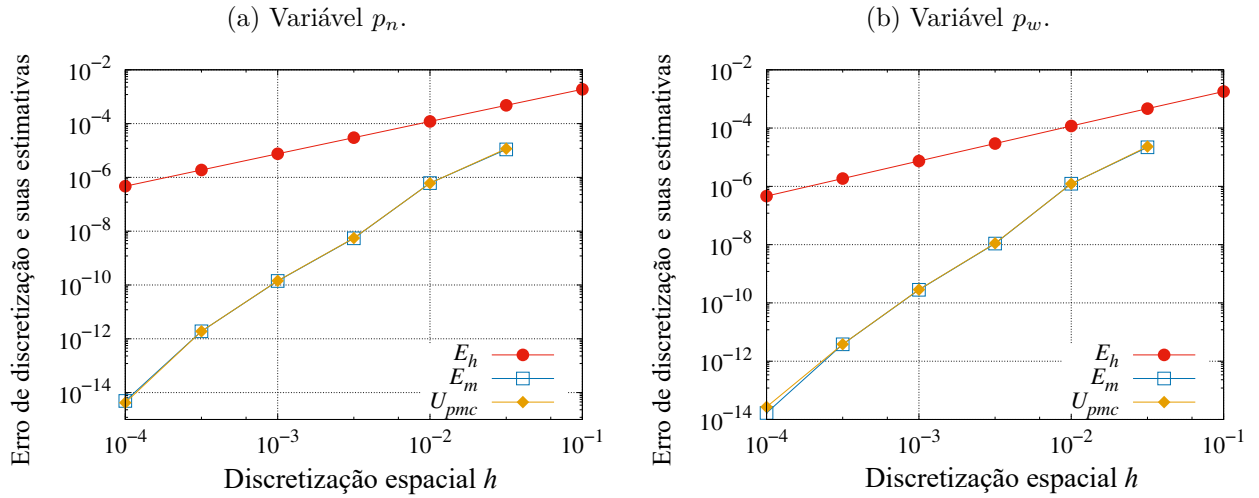 (a) Variável pₙ.
Erro de discretização e suas estimativas
10⁻²
10⁻⁴
10⁻⁶
10⁻⁸
10⁻¹⁰
10⁻¹²
10⁻¹⁴
E_h
E_m
U_pmc
10⁻⁴ 10⁻³ 10⁻² 10⁻¹
Discretização espacial h
(b) Variável p_w.
Erro de discretização e suas estimativas
10⁻²
10⁻⁴
10⁻⁶
10⁻⁸
10⁻¹⁰
10⁻¹²
10⁻¹⁴
E_h
E_m
U_pmc
10⁻⁴ 10⁻³ 10⁻² 10⁻¹
Discretização espacial h